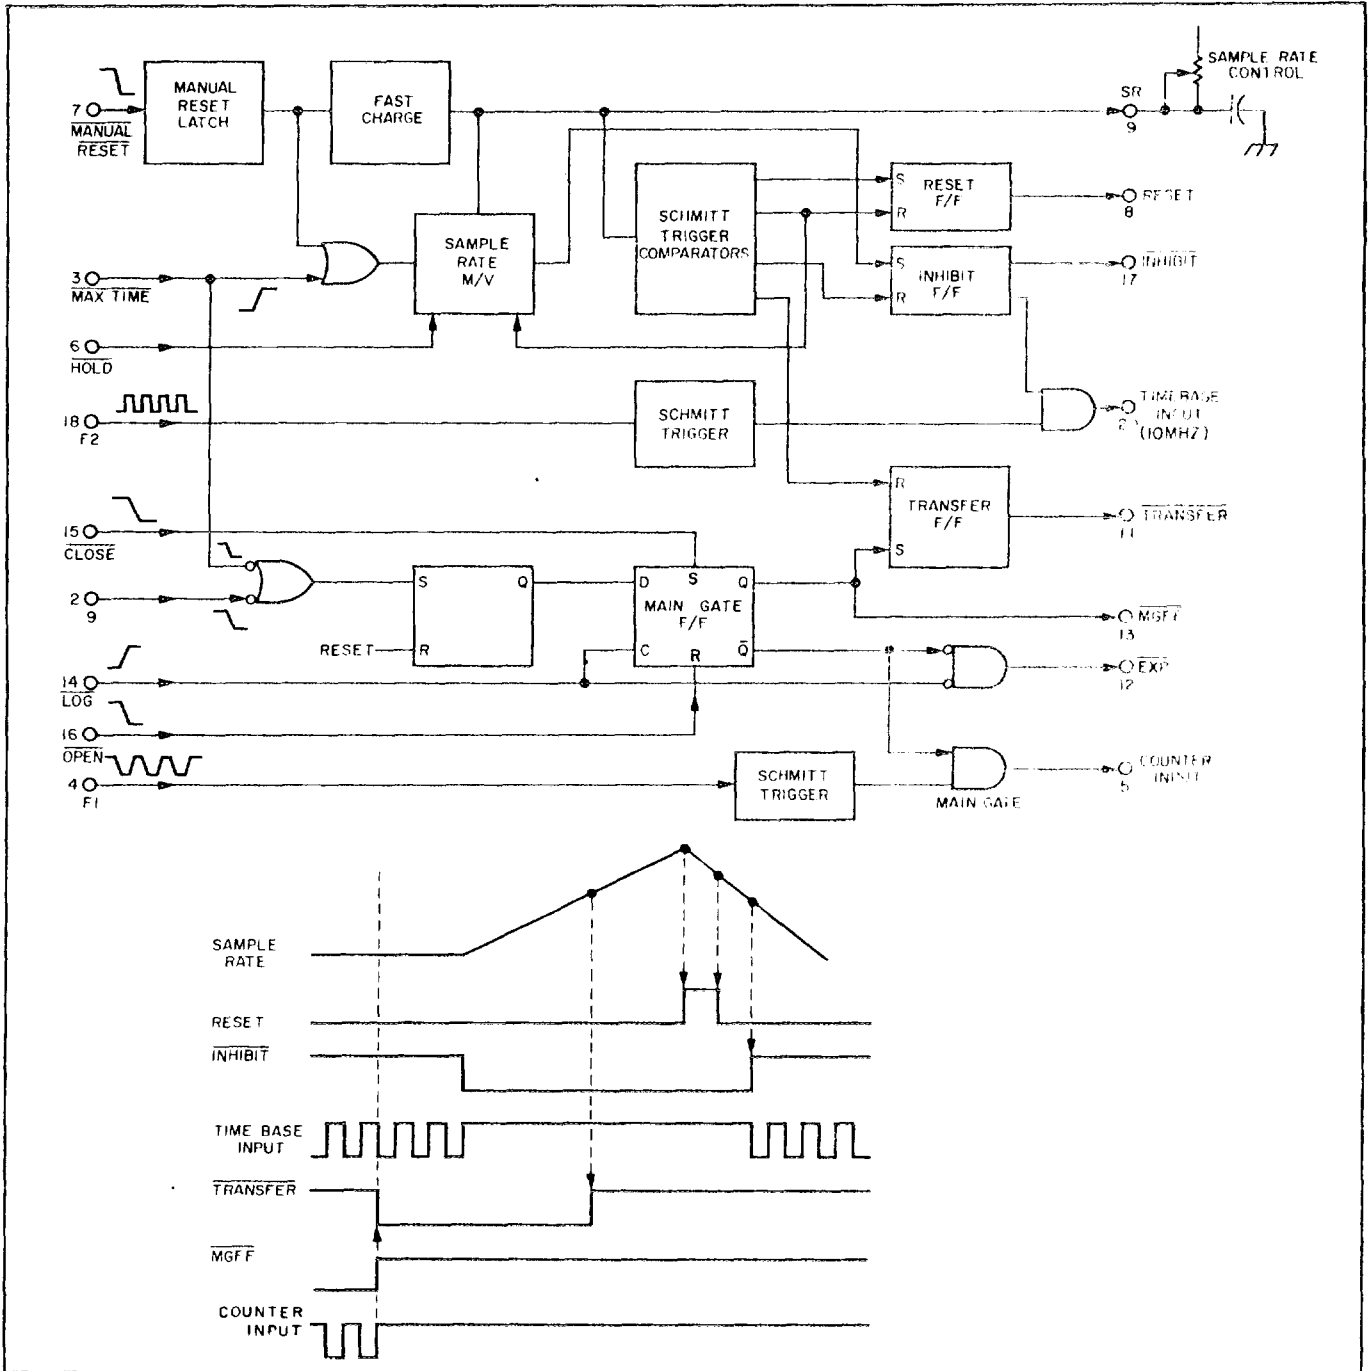 MANUAL
RESET
LATCH
FAST
CHARGE
SAMPLE RATE
CONTROL
SR
9
7
MANUAL
RESET
SCHMITT
TRIGGER
COMPARATORS
S
RESET
F/F
R
RESET
8
SAMPLE
RATE
M/V
3
MAX TIME
S
INHIBIT
F/F
R
INHIBIT
17
6
HOLD
18
F2
SCHMITT
TRIGGER
TIMEBASE
INPUT
(10MHZ)
R
TRANSFER
F/F
S
TRANSFER
11
15
CLOSE
2
9
S
Q
R
RESET
D
S
Q
MAIN GATE
F/F
C
R
Q
MGFF
13
EXP
12
14
LOG
16
OPEN
4
F1
SCHMITT
TRIGGER
MAIN GATE
COUNTER
INPUT
5
SAMPLE
RATE
RESET
INHIBIT
TIME BASE
INPUT
TRANSFER
MGFF
COUNTER
INPUT